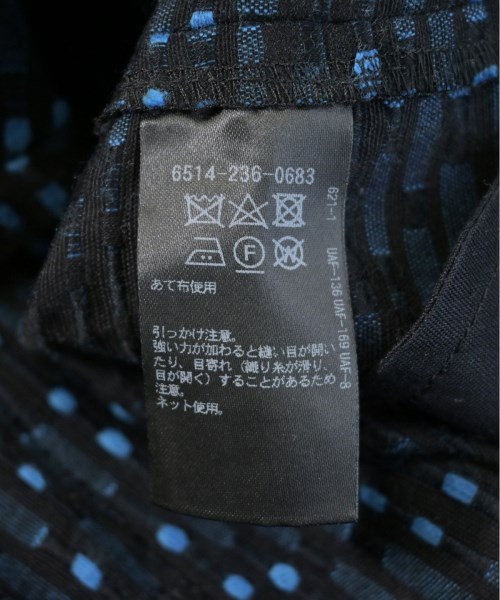 6514-236-0683
F
W
あて布使用
引っかけ注意。
強い力が加わると縫い目が開い
たり、目寄れ（織り糸が滑り、
目が開く）することがあるため
注意。
ネット使用。
621-1 UAF-136 UAF-169 UAF-8